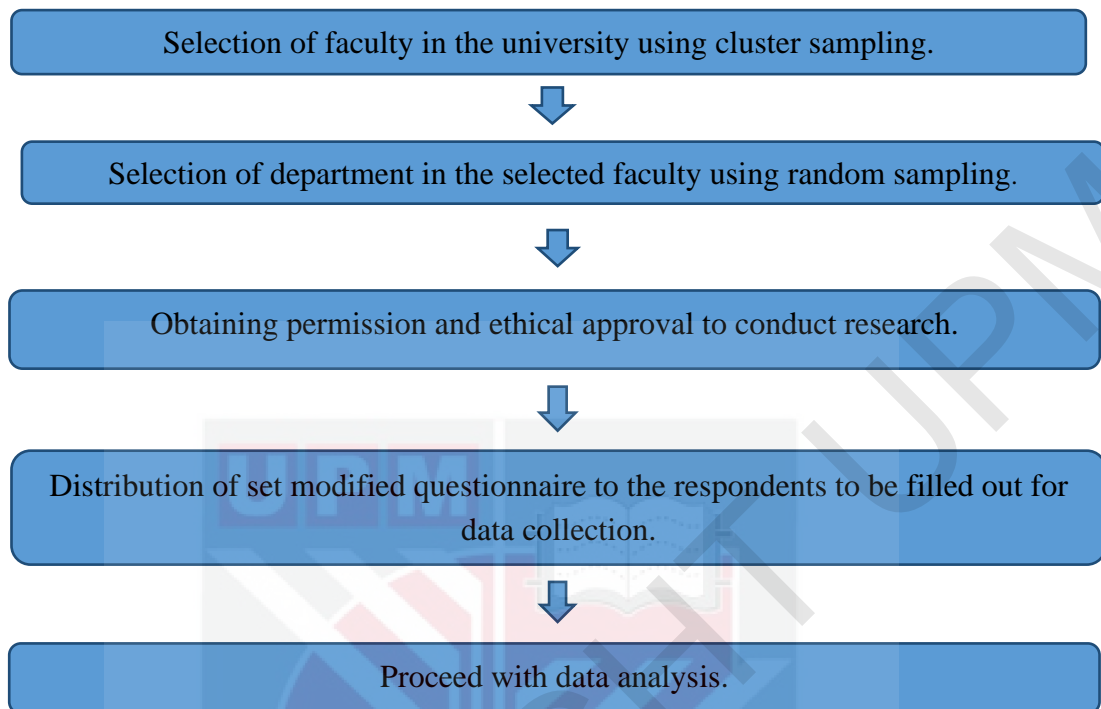 Selection of faculty in the university using cluster sampling.
Selection of department in the selected faculty using random sampling.
Obtaining permission and ethical approval to conduct research.
Distribution of set modified questionnaire to the respondents to be filled out for
data collection.
UPM
Proceed with data analysis.
HT UPM